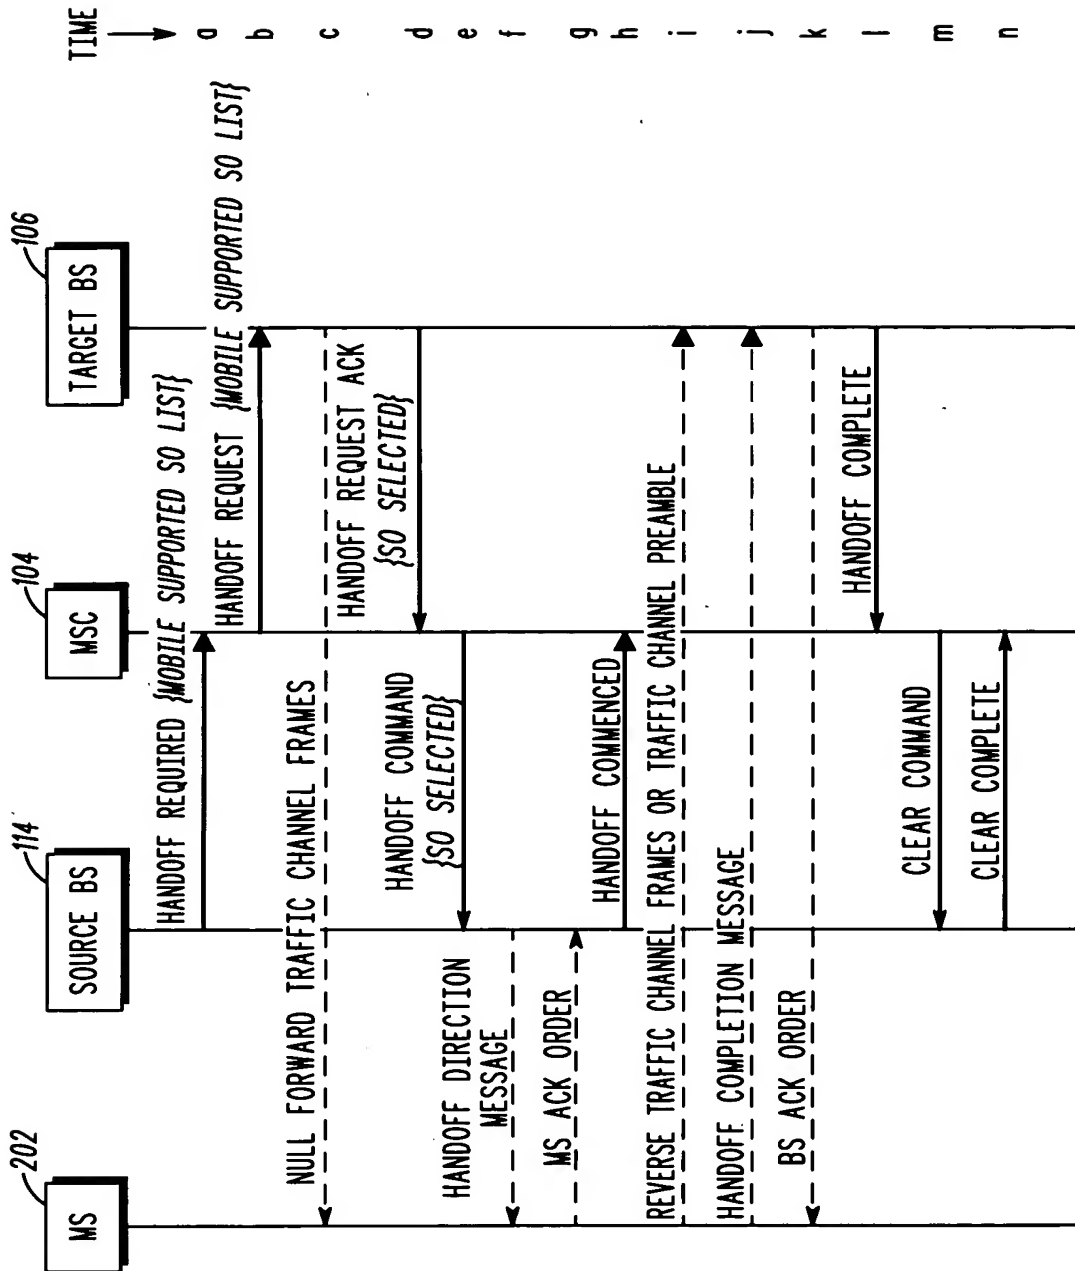 202
MS
114
SOURCE BS
104
MSC
106
TARGET BS
TIME
HANDOFF REQUIRED {MOBILE SUPPORTED SO LIST}
a
HANDOFF REQUEST {MOBILE SUPPORTED SO LIST}
b
NULL FORWARD TRAFFIC CHANNEL FRAMES
c
HANDOFF REQUEST ACK
{SO SELECTED}
d
HANDOFF COMMAND
{SO SELECTED}
e
HANDOFF DIRECTION
MESSAGE
f
MS ACK ORDER
g
HANDOFF COMMENCED
h
REVERSE TRAFFIC CHANNEL FRAMES OR TRAFFIC CHANNEL PREAMBLE
i
HANDOFF COMPLETION MESSAGE
j
BS ACK ORDER
k
HANDOFF COMPLETE
l
CLEAR COMMAND
m
CLEAR COMPLETE
n